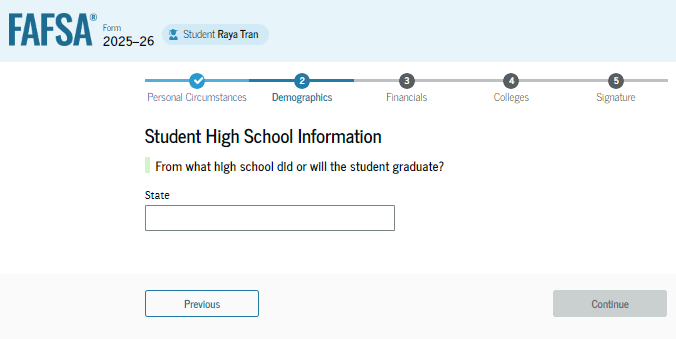 FAFSA®
Form
2025–26
Student Raya Tran
2
3
4
5
Personal Circumstances
Demographics
Financials
Colleges
Signature
Student High School Information
From what high school did or will the student graduate?
State
Previous
Continue